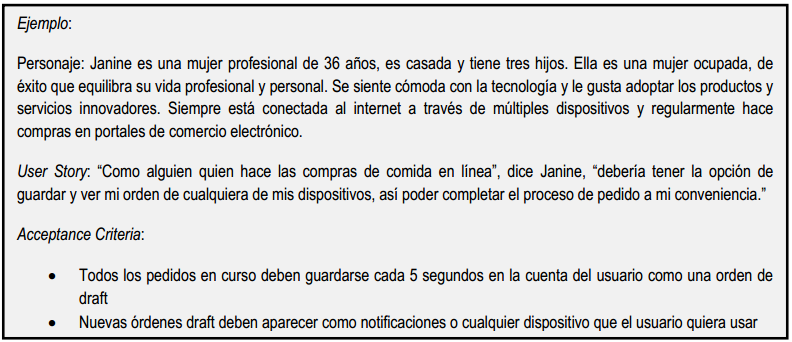 Ejemplo:
Personaje: Janine es una mujer profesional de 36 años, es casada y tiene tres hijos. Ella es una mujer ocupada, de
éxito que equilibra su vida profesional y personal. Se siente cómoda con la tecnología y le gusta adoptar los productos y
servicios innovadores. Siempre está conectada al internet a través de múltiples dispositivos y regularmente hace
compras en portales de comercio electrónico.
User Story: “Como alguien quien hace las compras de comida en línea”, dice Janine, “debería tener la opción de
guardar y ver mi orden de cualquiera de mis dispositivos, así poder completar el proceso de pedido a mi conveniencia.”
Acceptance Criteria:
• Todos los pedidos en curso deben guardarse cada 5 segundos en la cuenta del usuario como una orden de
draft
• Nuevas órdenes draft deben aparecer como notificaciones o cualquier dispositivo que el usuario quiera usar